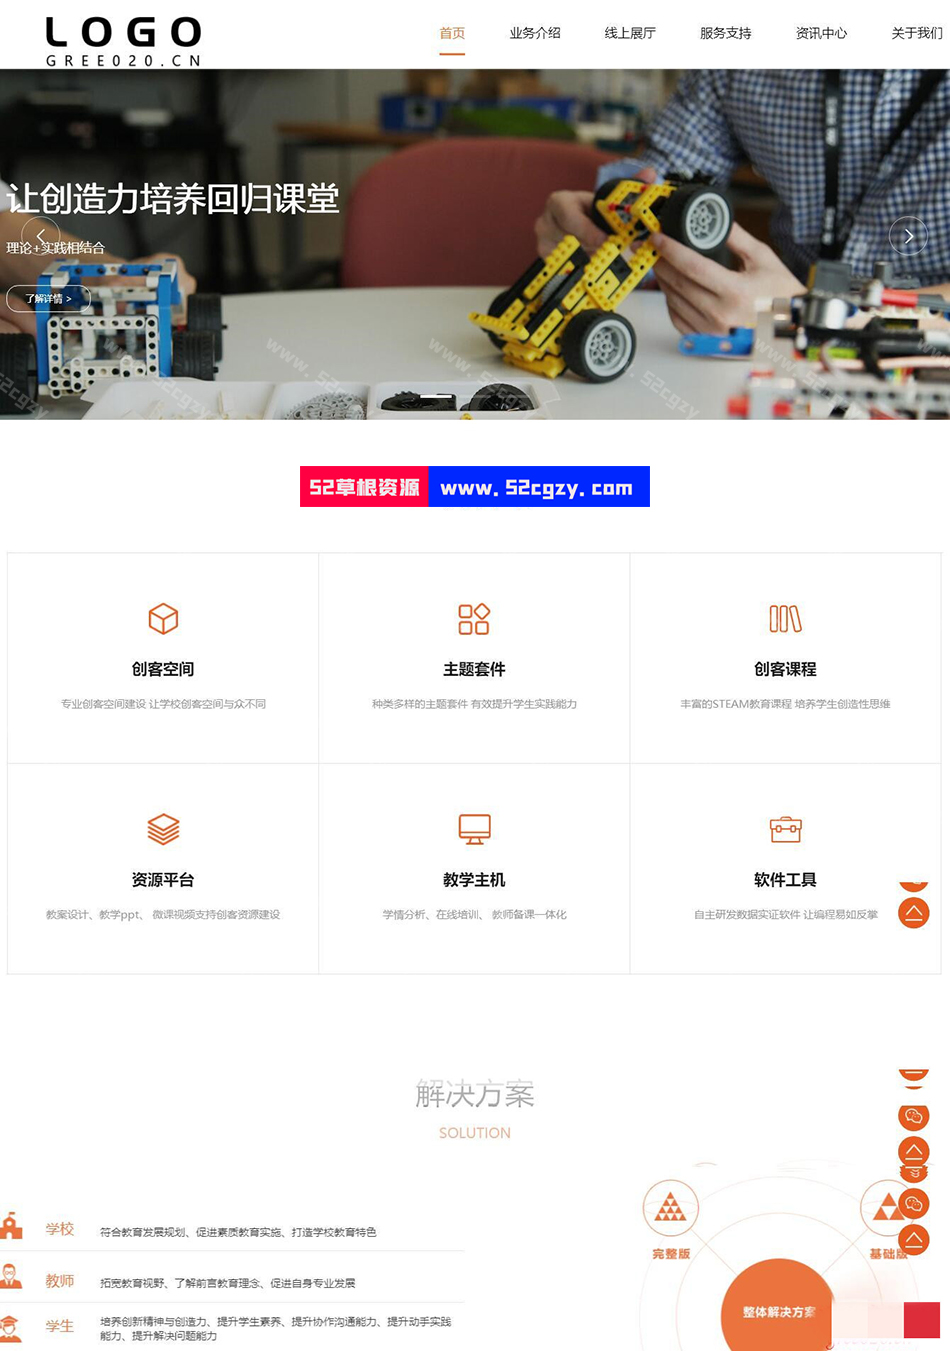 LOGO
GREE020.CN
首页 业务介绍 线上展厅 服务支持 资讯中心 关于我们
让创造力培养回归课堂
理论+实践相结合
了解详情 >
www.52cgzy
52草根资源 www.52cgzy.com
创客空间 主题套件 创客课程
专业创客空间建设 让学校创客空间与众不同 种类多样的主题套件 有效提升学生实践能力 丰富的STEAM教育课程 培养学生创造性思维
资源平台 教学主机 软件工具
教案设计、教学ppt、 微课视频支持创客资源建设 学情分析、在线培训、 教师备课一体化 自主研发数据实证软件 让编程易如反掌
解决方案
SOLUTION
学校 符合教育发展规划、促进素质教育实施、打造学校教育特色
教师 拓宽教育视野、了解前言教育理念、促进自身专业发展
学生 培养创新精神与创造力、提升学生素养、提升协作沟通能力、提升动手实践
能力、提升解决问题能力
完整版 基础版
整体解决方案